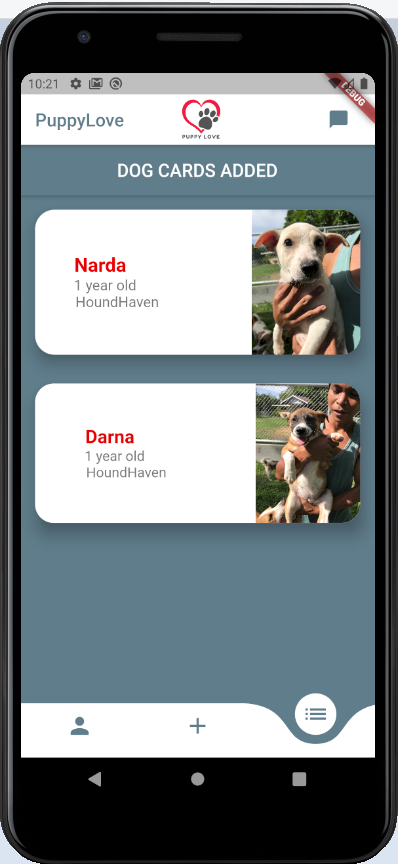 10:21
DEBUG
PuppyLove
PUPPY LOVE
DOG CARDS ADDED
Narda
1 year old
HoundHaven
Darna
1 year old
HoundHaven